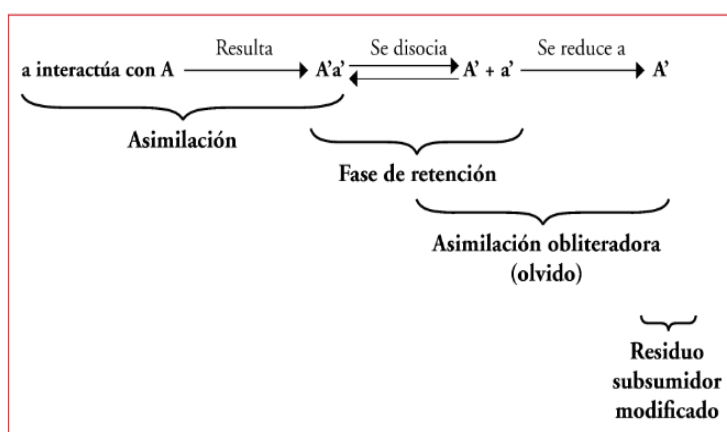 Resulta
Se disocia
Se reduce a
a interactúa con A
A’a’
A’ + a’
A’
Asimilación
Fase de retención
Asimilación obliteradora
(olvido)
Residuo
subsumidor
modificado